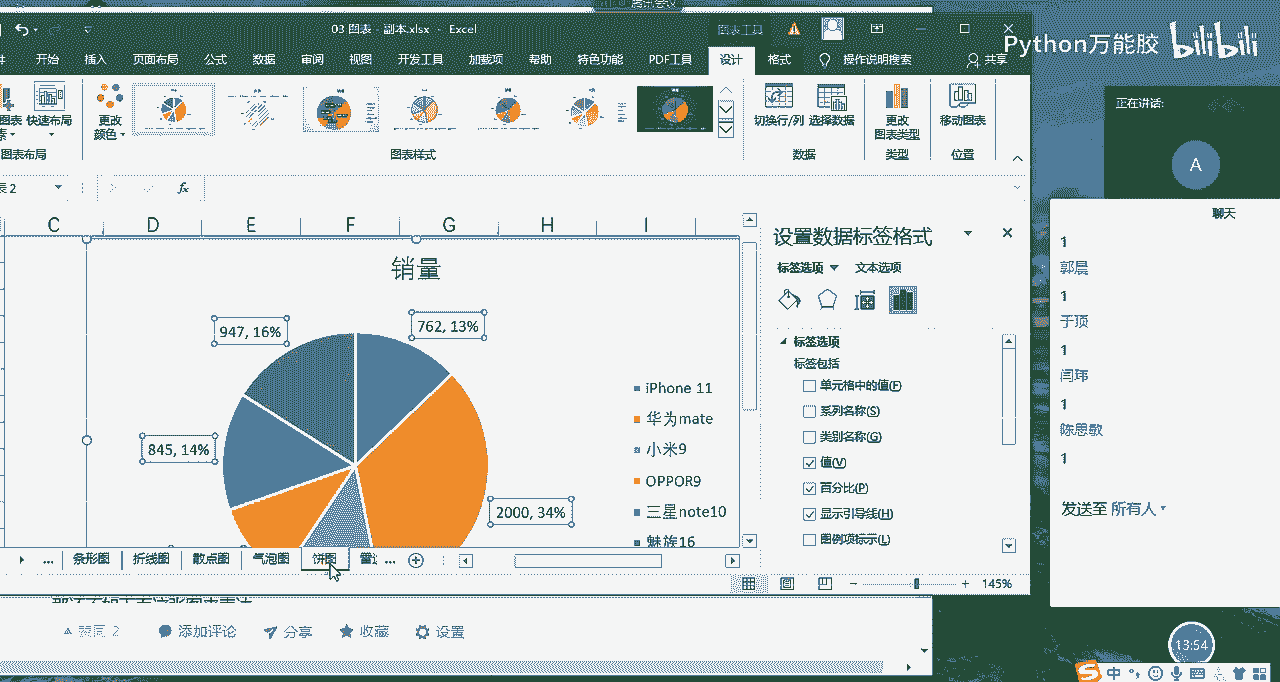 03 图表 - 副本.xlsx - Excel
图表工具
Python万能胶 bilibili
开始 插入 页面布局 公式 数据 审阅 视图 开发工具 加载项 帮助 特色功能 PDF工具 设计 格式 操作说明搜索 共享
快速布局
更改
颜色
切换行/列 选择数据
更改
图表类型
移动图表
图表布局
图表样式
数据
类型
位置
正在讲话:
A
fx
C D E F G H I
销量
947, 16%
762, 13%
845, 14%
2000, 34%
iPhone 11
华为mate
小米9
OPPOR9
三星note10
魅族16
设置数据标签格式
标签选项 文本选项
标签选项
标签包括
单元格中的值(F)
系列名称(S)
类别名称(G)
值(V)
百分比(P)
显示引导线(H)
图例项标示(L)
聊天
1
郭晨
1
于顶
1
闫玮
1
陈思敏
1
发送至 所有人
... 条形图 折线图 散点图 气泡图 饼图 ...
145%
赞同 2 添加评论 分享 收藏 设置
13:54
中